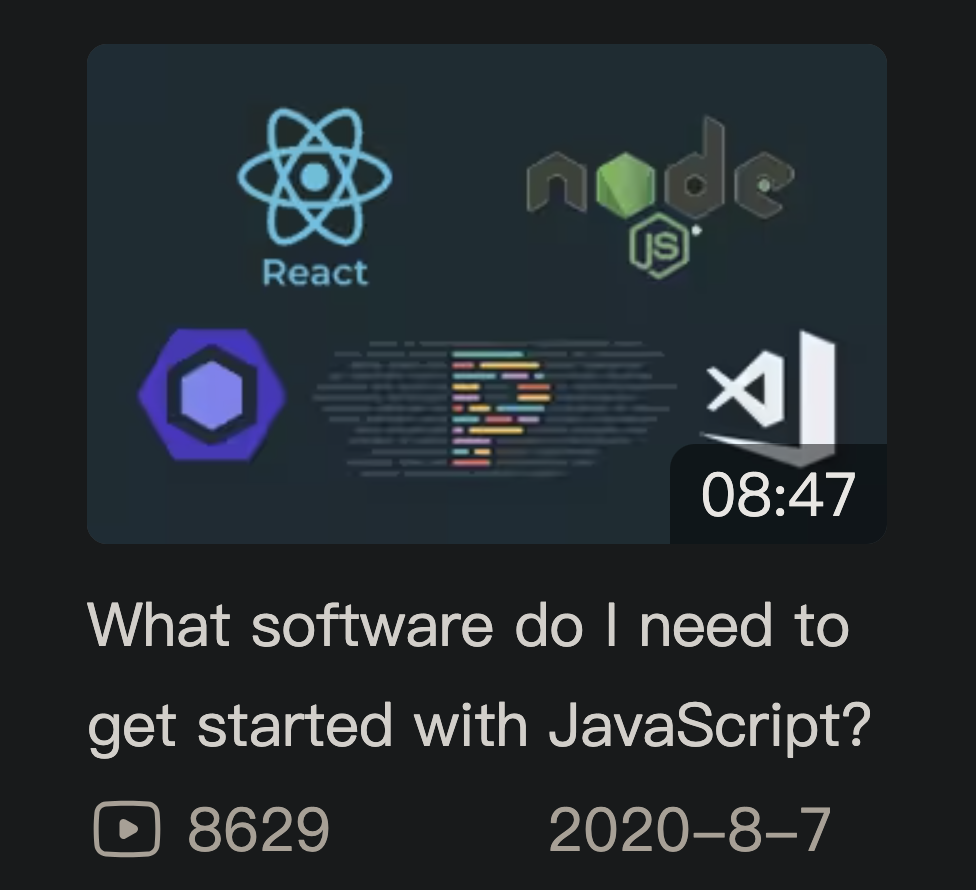 React
node
JS
08:47
What software do I need to
get started with JavaScript?
8629
2020–8–7